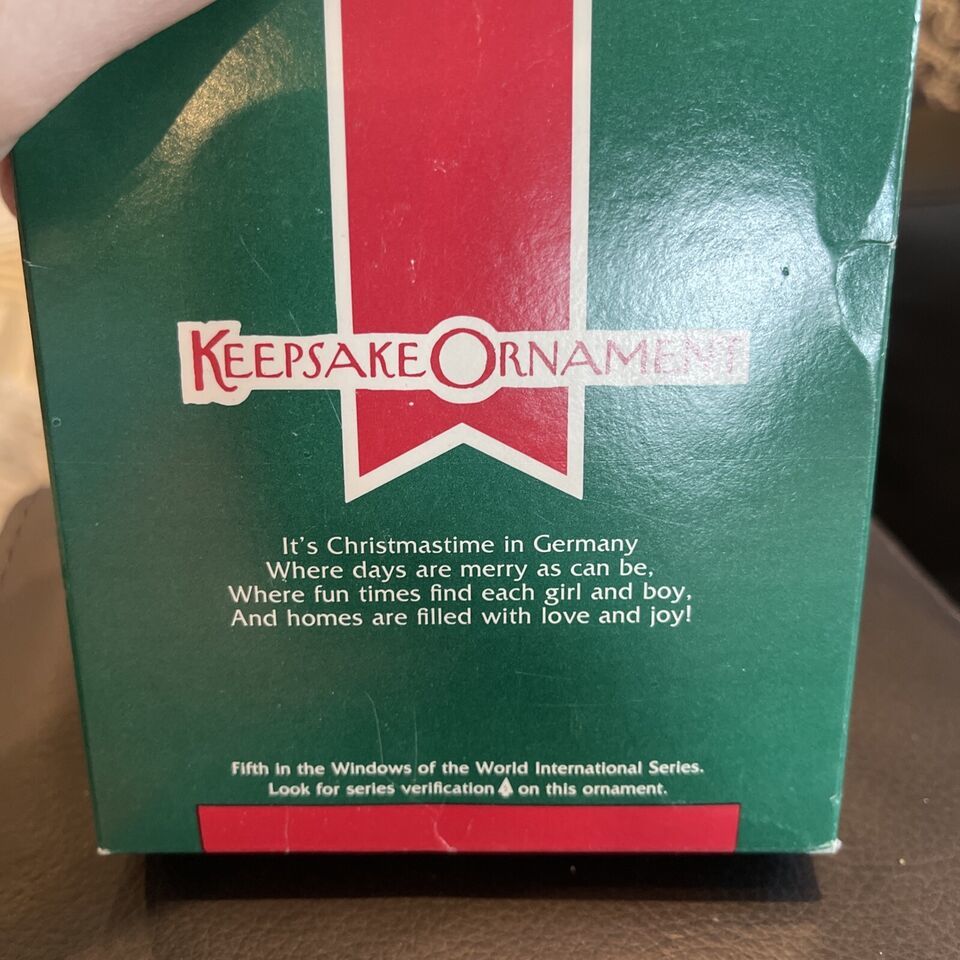 KEEPSAKE ORNAMENT
It's Christmastime in Germany
Where days are merry as can be,
Where fun times find each girl and boy,
And homes are filled with love and joy!
Fifth in the Windows of the World International Series.
Look for series verification on this ornament.